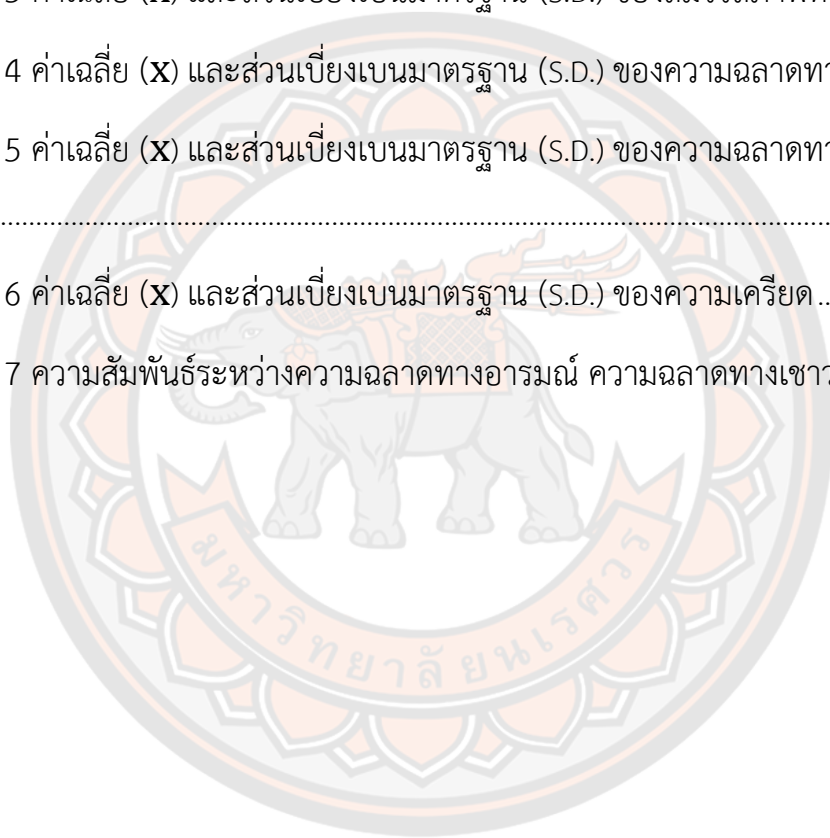 4 ค่าเฉลี่ย (X) และส่วนเบี่ยงเบนมาตรฐาน (S.D.) ของความฉลาดทา
5 ค่าเฉลี่ย (X) และส่วนเบี่ยงเบนมาตรฐาน (S.D.) ของความฉลาดทา
....................................................................................................
6 ค่าเฉลี่ย (X) และส่วนเบี่ยงเบนมาตรฐาน (S.D.) ของความเครียด..
7 ความสัมพันธ์ระหว่างความฉลาดทางอารมณ์ ความฉลาดทางเชาว
มหาวิทยาลัยนเรศวร